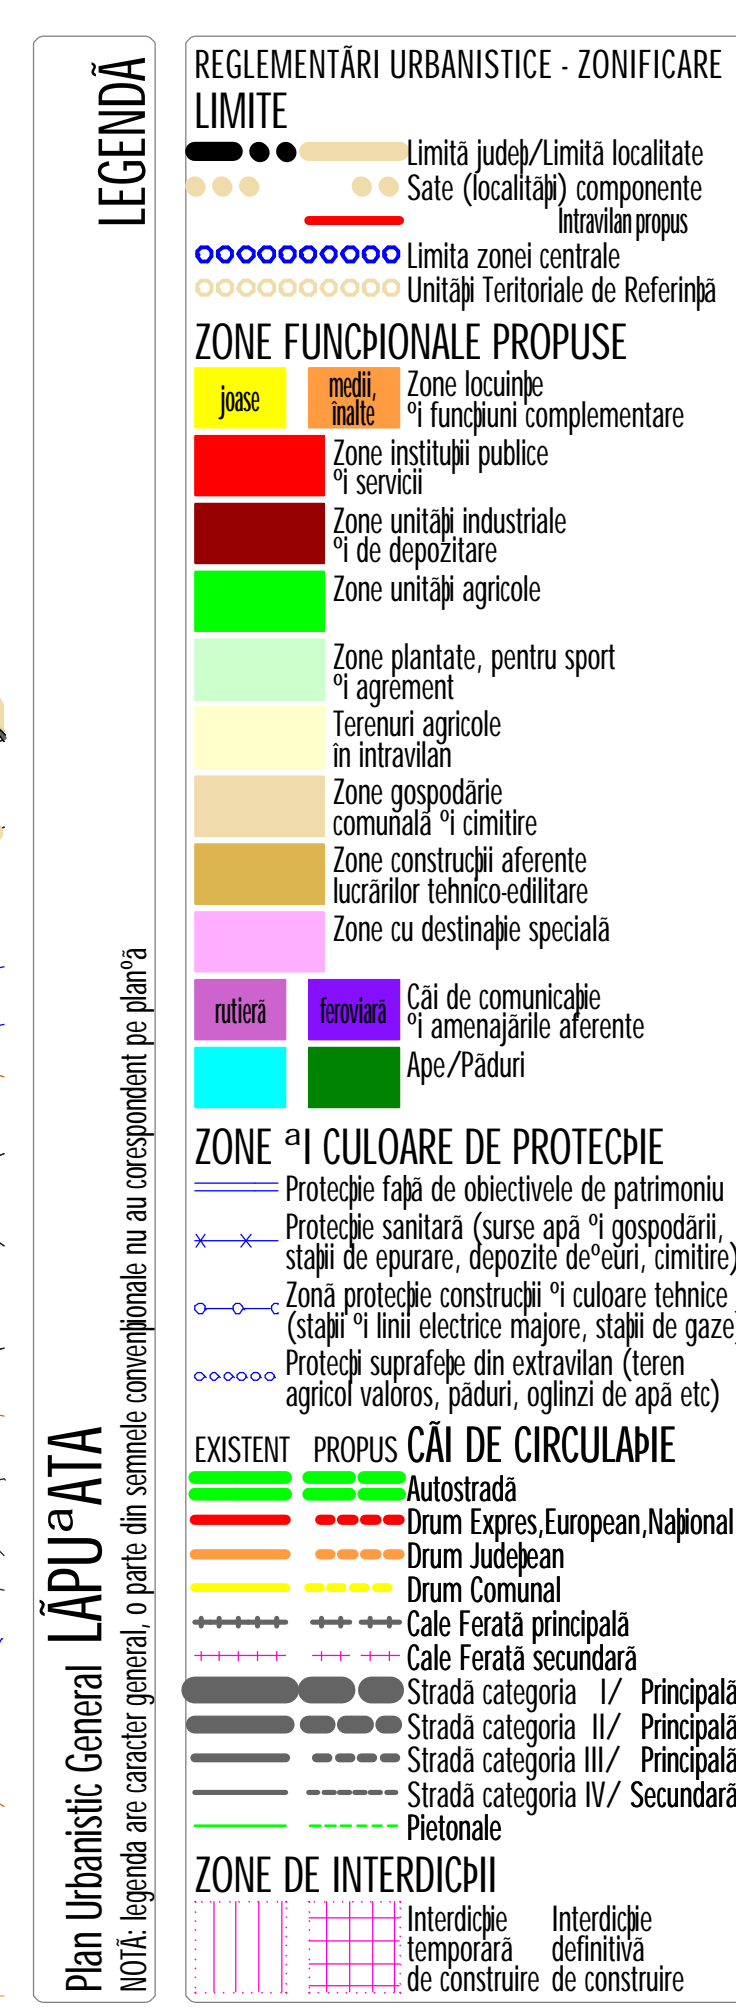 LEGENDÃ
Plan Urbanistic General LÃPUªATA
NOTÃ: legenda are caracter general, o parte din semnele convenþionale nu au corespondent pe planºã
REGLEMENTÃRI URBANISTICE - ZONIFICARE
LIMITE
Limitã judeþ/Limitã localitate
Sate (localitãþi) componente
Intravilan propus
Limita zonei centrale
Unitãþi Teritoriale de Referinþã
ZONE FUNCÞIONALE PROPUSE
joase
medii,
înalte
Zone locuinþe
ºi funcþiuni complementare
Zone instituþii publice
ºi servicii
Zone unitãþi industriale
ºi de depozitare
Zone unitãþi agricole
Zone plantate, pentru sport
ºi agrement
Terenuri agricole
în intravilan
Zone gospodãrie
comunalã ºi cimitire
Zone construcþii aferente
lucrãrilor tehnico-edilitare
Zone cu destinaþie specialã
rutierã
feroviarã
Cãi de comunicaþie
ºi amenajãrile aferente
Ape/Pãduri
ZONE ªI CULOARE DE PROTECÞIE
Protecþie faþã de obiectivele de patrimoniu
Protecþie sanitarã (surse apã ºi gospodãrii,
staþii de epurare, depozite deºeuri, cimitire)
Zonã protecþie construcþii ºi culoare tehnice
(staþii ºi linii electrice majore, staþii de gaze)
Protecþi suprafeþe din extravilan (teren
agricol valoros, pãduri, oglinzi de apã etc)
EXISTENT PROPUS CÃI DE CIRCULAÞIE
Autostradã
Drum Expres,European,Naþional
Drum Judeþean
Drum Comunal
Cale Feratã principalã
Cale Feratã secundarã
Stradã categoria I/ Principalã
Stradã categoria II/ Principalã
Stradã categoria III/ Principalã
Stradã categoria IV/ Secundarã
Pietonale
ZONE DE INTERDICÞII
Interdicþie
temporarã
de construire
Interdicþie
definitivã
de construire